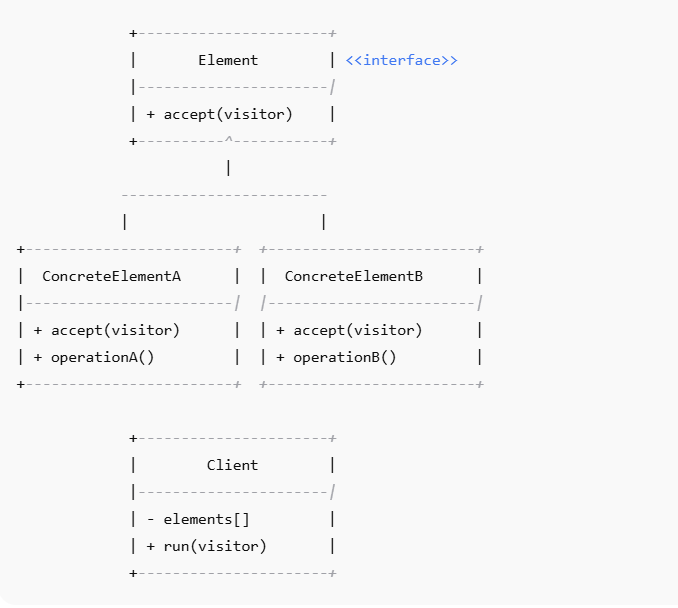 +----------------------+
|       Element        | <<interface>>
|----------------------/
| + accept(visitor)    |
+----------^-----------+
|
------------------------
|                      |
+------------------------+  +------------------------+
|  ConcreteElementA      |  |  ConcreteElementB      |
|------------------------/  /------------------------/
| + accept(visitor)      |  | + accept(visitor)      |
| + operationA()         |  | + operationB()         |
+------------------------+  +------------------------+
+----------------------+
|        Client        |
|----------------------/
| - elements[]         |
| + run(visitor)       |
+----------------------+